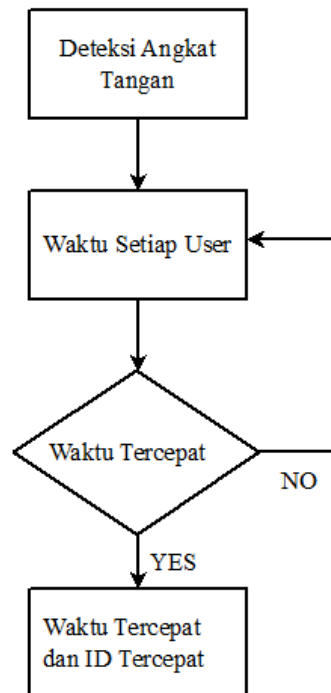 Deteksi Angkat
Tangan
Waktu Setiap User
Waktu Tercepat
NO
YES
Waktu Tercepat
dan ID Tercepat